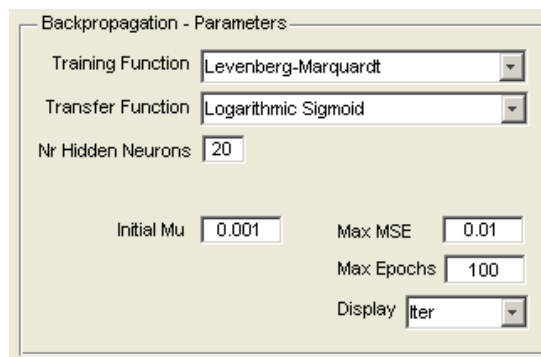 Backpropagation - Parameters
Training Function Levenberg-Marquardt
Transfer Function Logarithmic Sigmoid
Nr Hidden Neurons 20
Initial Mu 0.001 Max MSE 0.01
Max Epochs 100
Display Iter